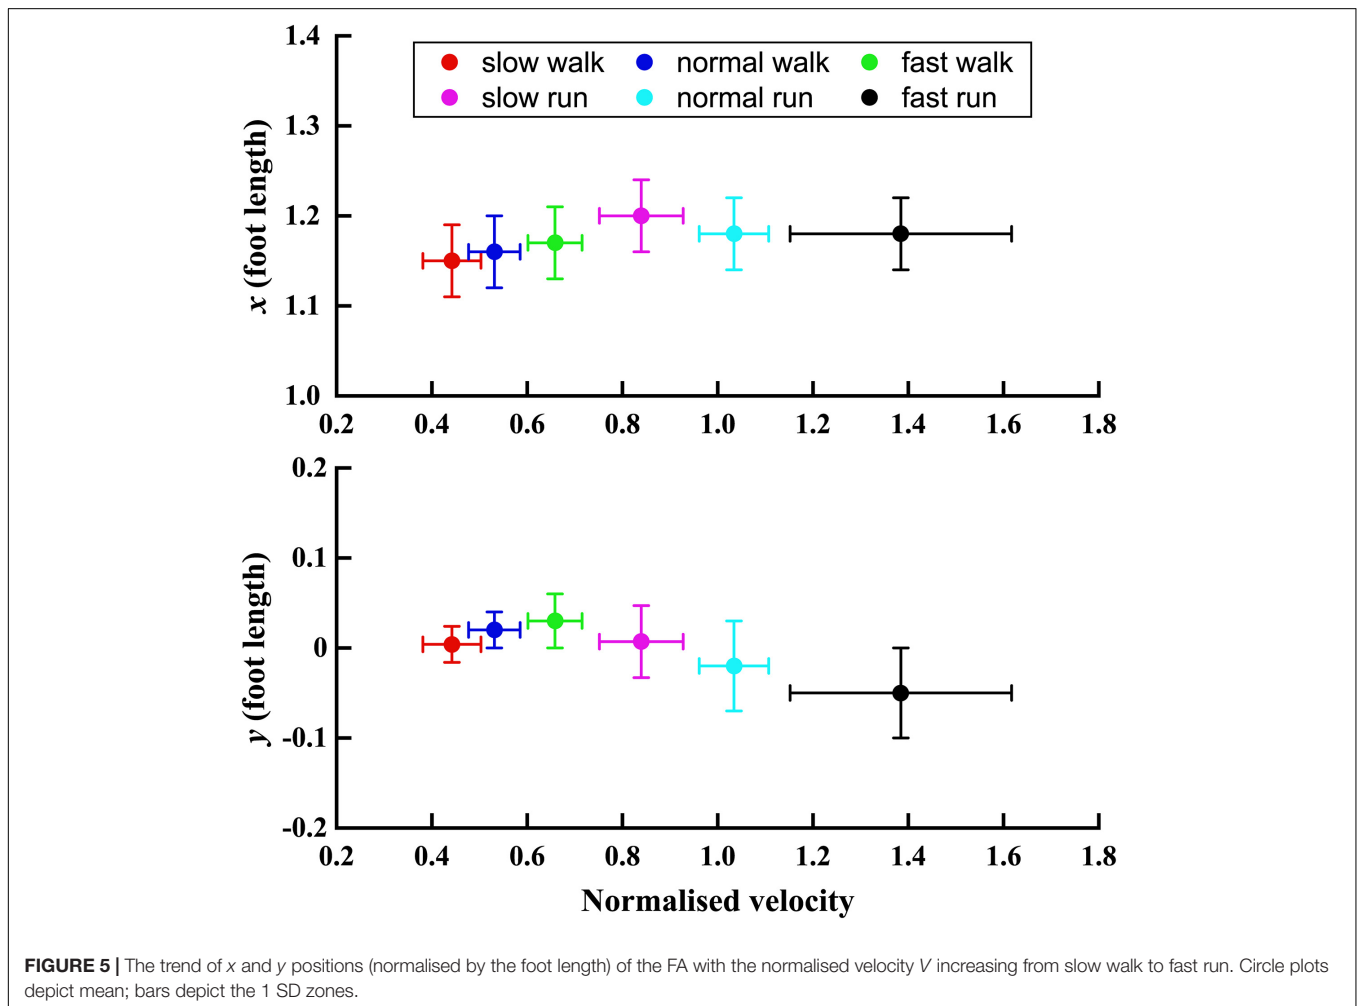 1.4
slow walk normal walk fast walk
slow run normal run fast run
1.3
x (foot length)
1.2
1.1
1.0
0.2 0.4 0.6 0.8 1.0 1.2 1.4 1.6 1.8
0.2
0.1
y (foot length)
0
-0.1
-0.2
0.2 0.4 0.6 0.8 1.0 1.2 1.4 1.6 1.8
Normalised velocity
FIGURE 5 | The trend of x and y positions (normalised by the foot length) of the FA with the normalised velocity V increasing from slow walk to fast run. Circle plots
depict mean; bars depict the 1 SD zones.